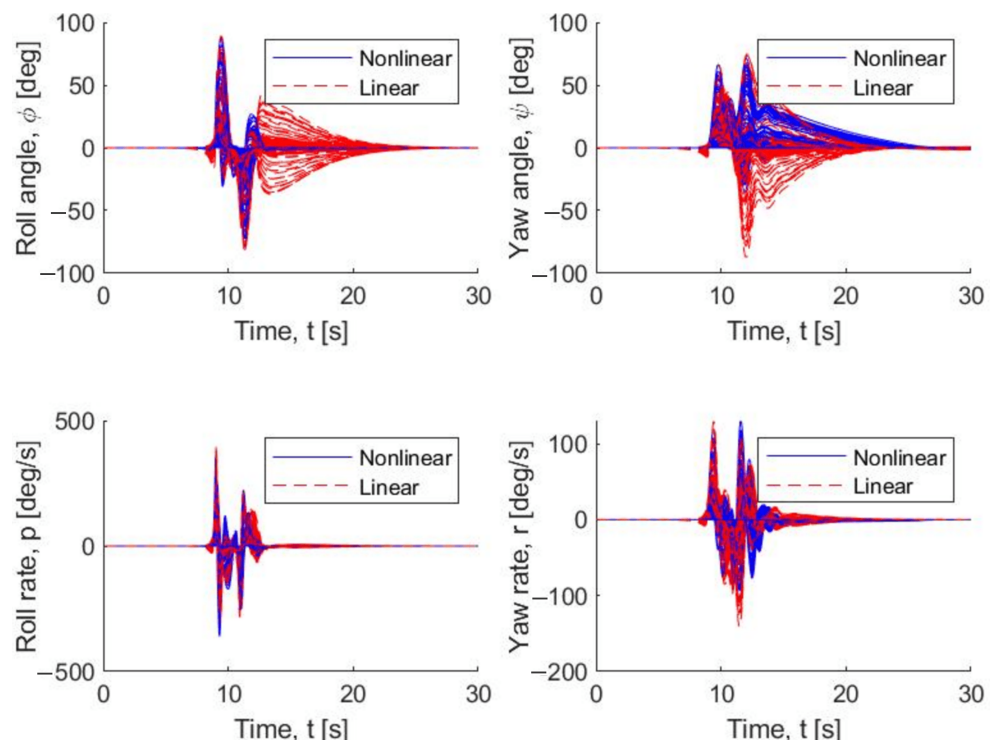 100
50
0
−50
−100
Roll angle, ϕ [deg]
Nonlinear
Linear
0 10 20 30
Time, t [s]
100
50
0
−50
−100
Yaw angle, ψ [deg]
Nonlinear
Linear
0 10 20 30
Time, t [s]
500
0
−500
Roll rate, p [deg/s]
Nonlinear
Linear
0 10 20 30
Time, t [s]
100
0
−100
−200
Yaw rate, r [deg/s]
Nonlinear
Linear
0 10 20 30
Time, t [s]